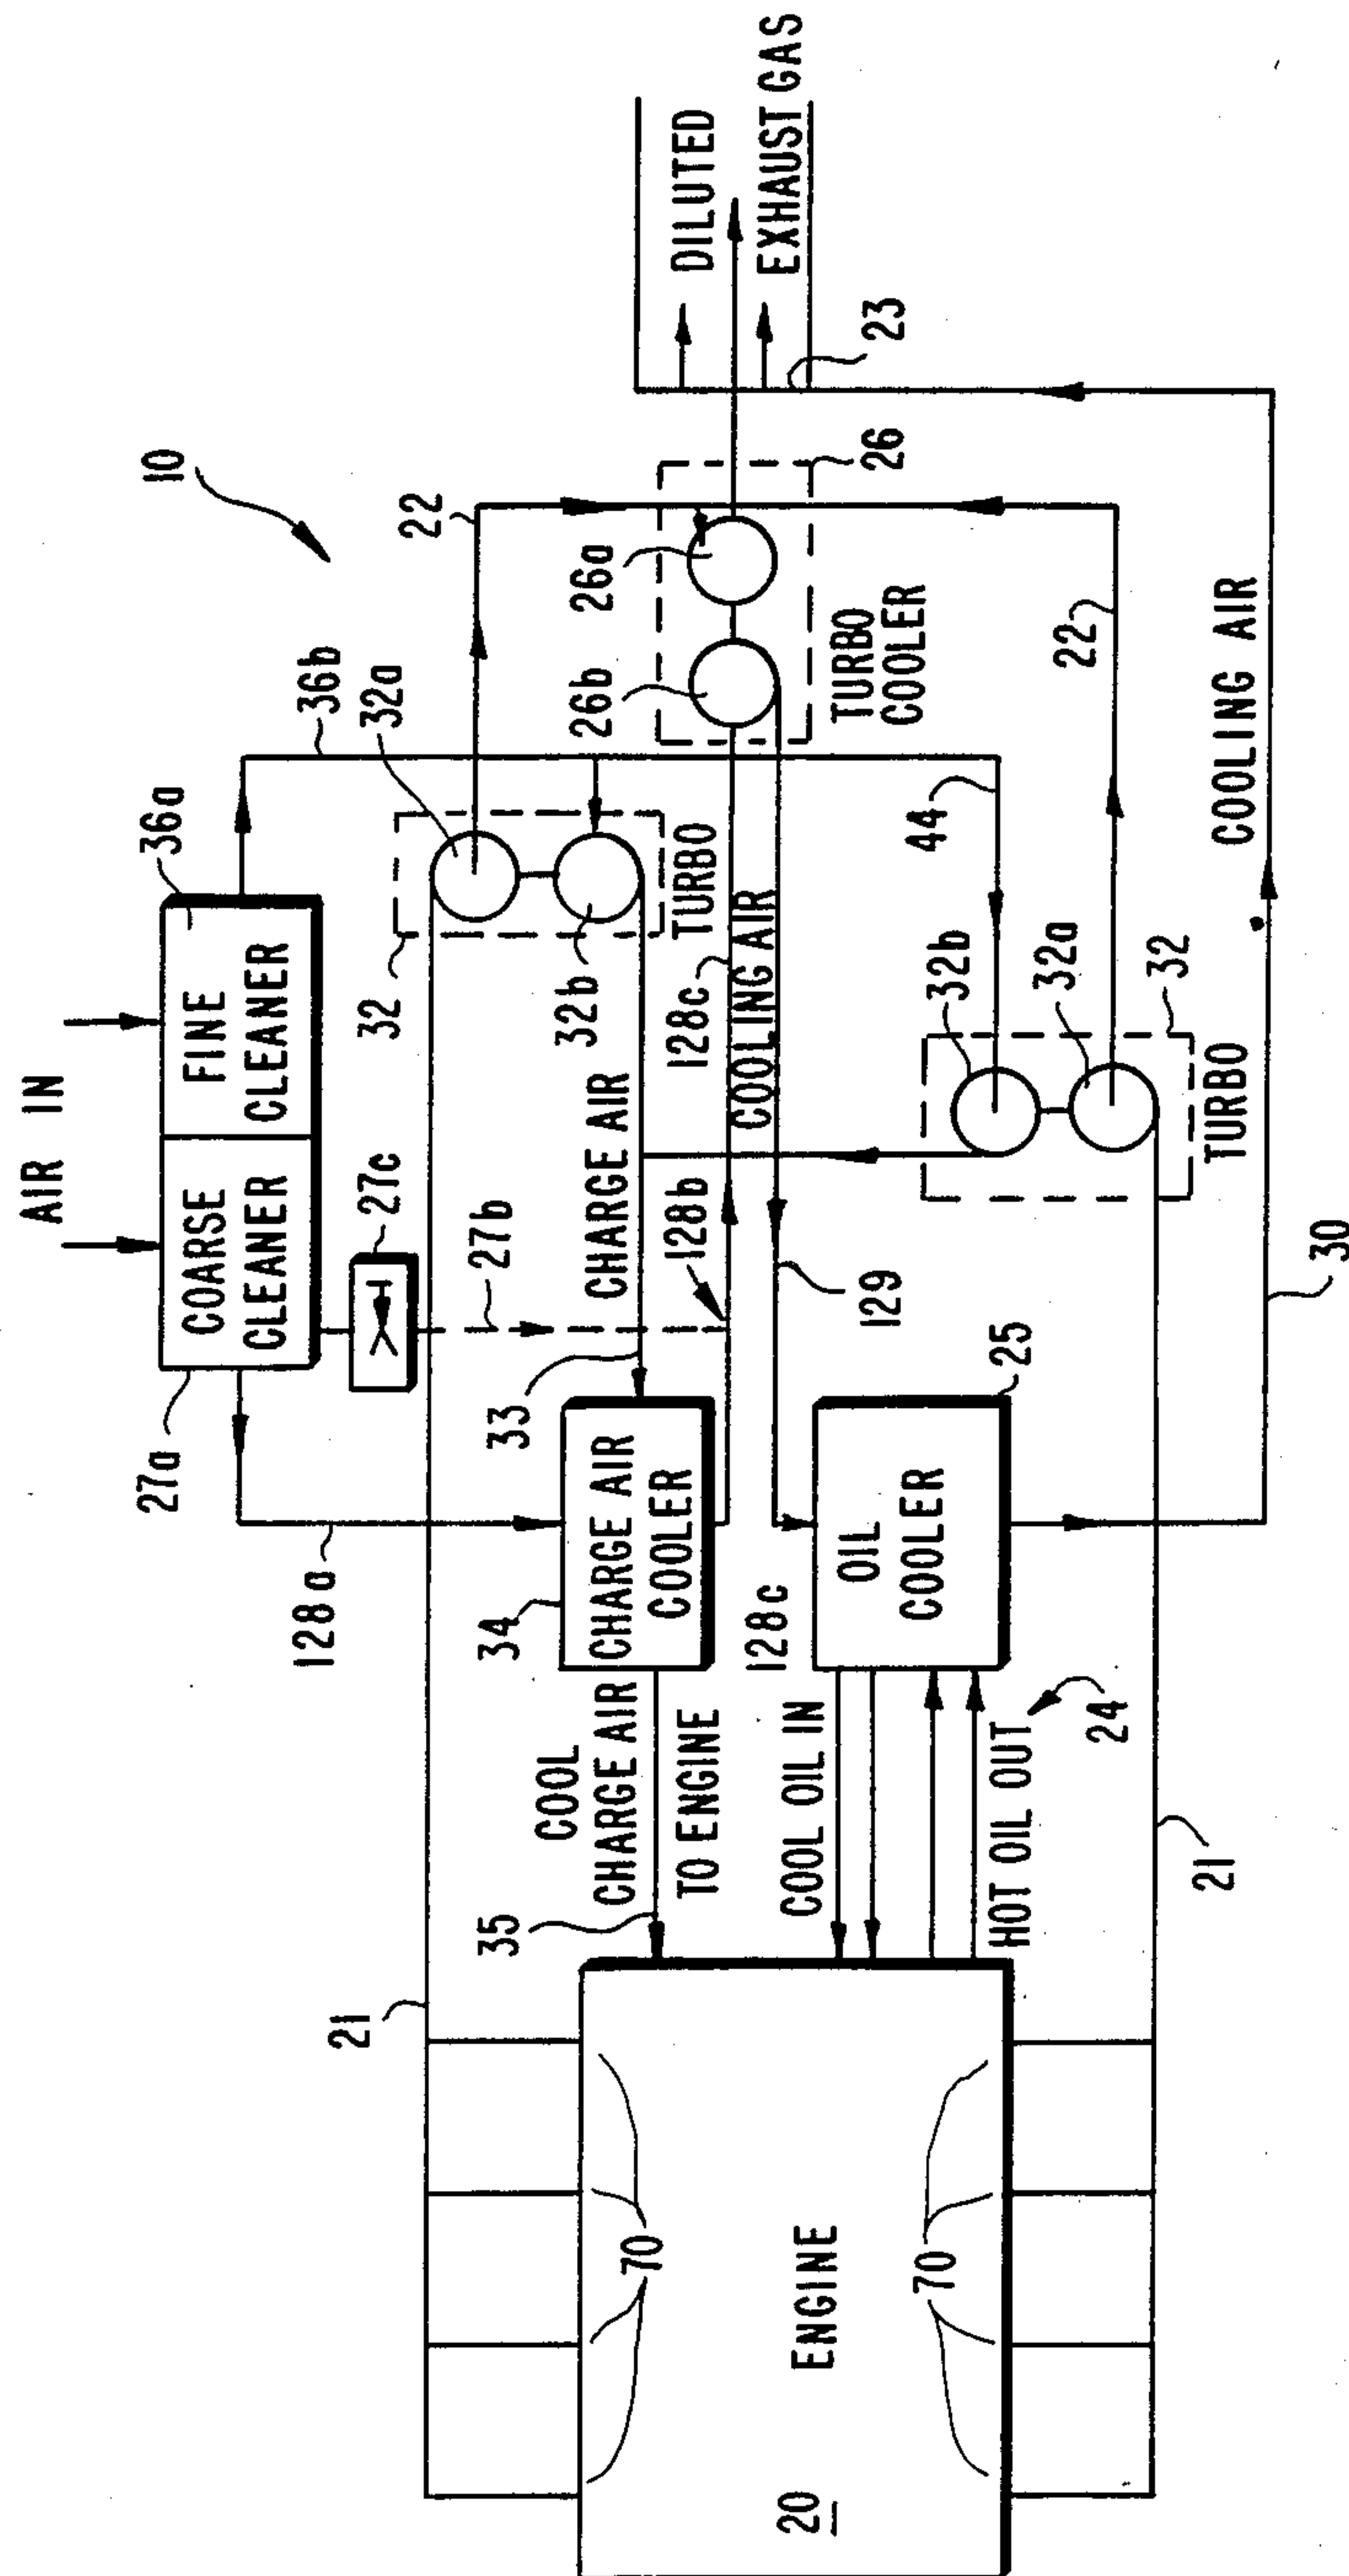 10
AIR IN
COARSE
CLEANER
FINE
CLEANER
36a
27a
27c
27b
36b
32a
22
128a
21
32
32b
TURBO
CHARGE AIR
33
34
CHARGE AIR
COOLER
COOL
CHARGE AIR
TO ENGINE
35
128b
128c
COOLING AIR
129
26b
26a
26
TURBO
COOLER
DILUTED
EXHAUST GAS
23
128c
OIL
COOLER
25
COOL OIL IN
HOT OIL OUT
24
70
70
ENGINE
20
21
44
32b
32a
32
TURBO
22
COOLING AIR
30